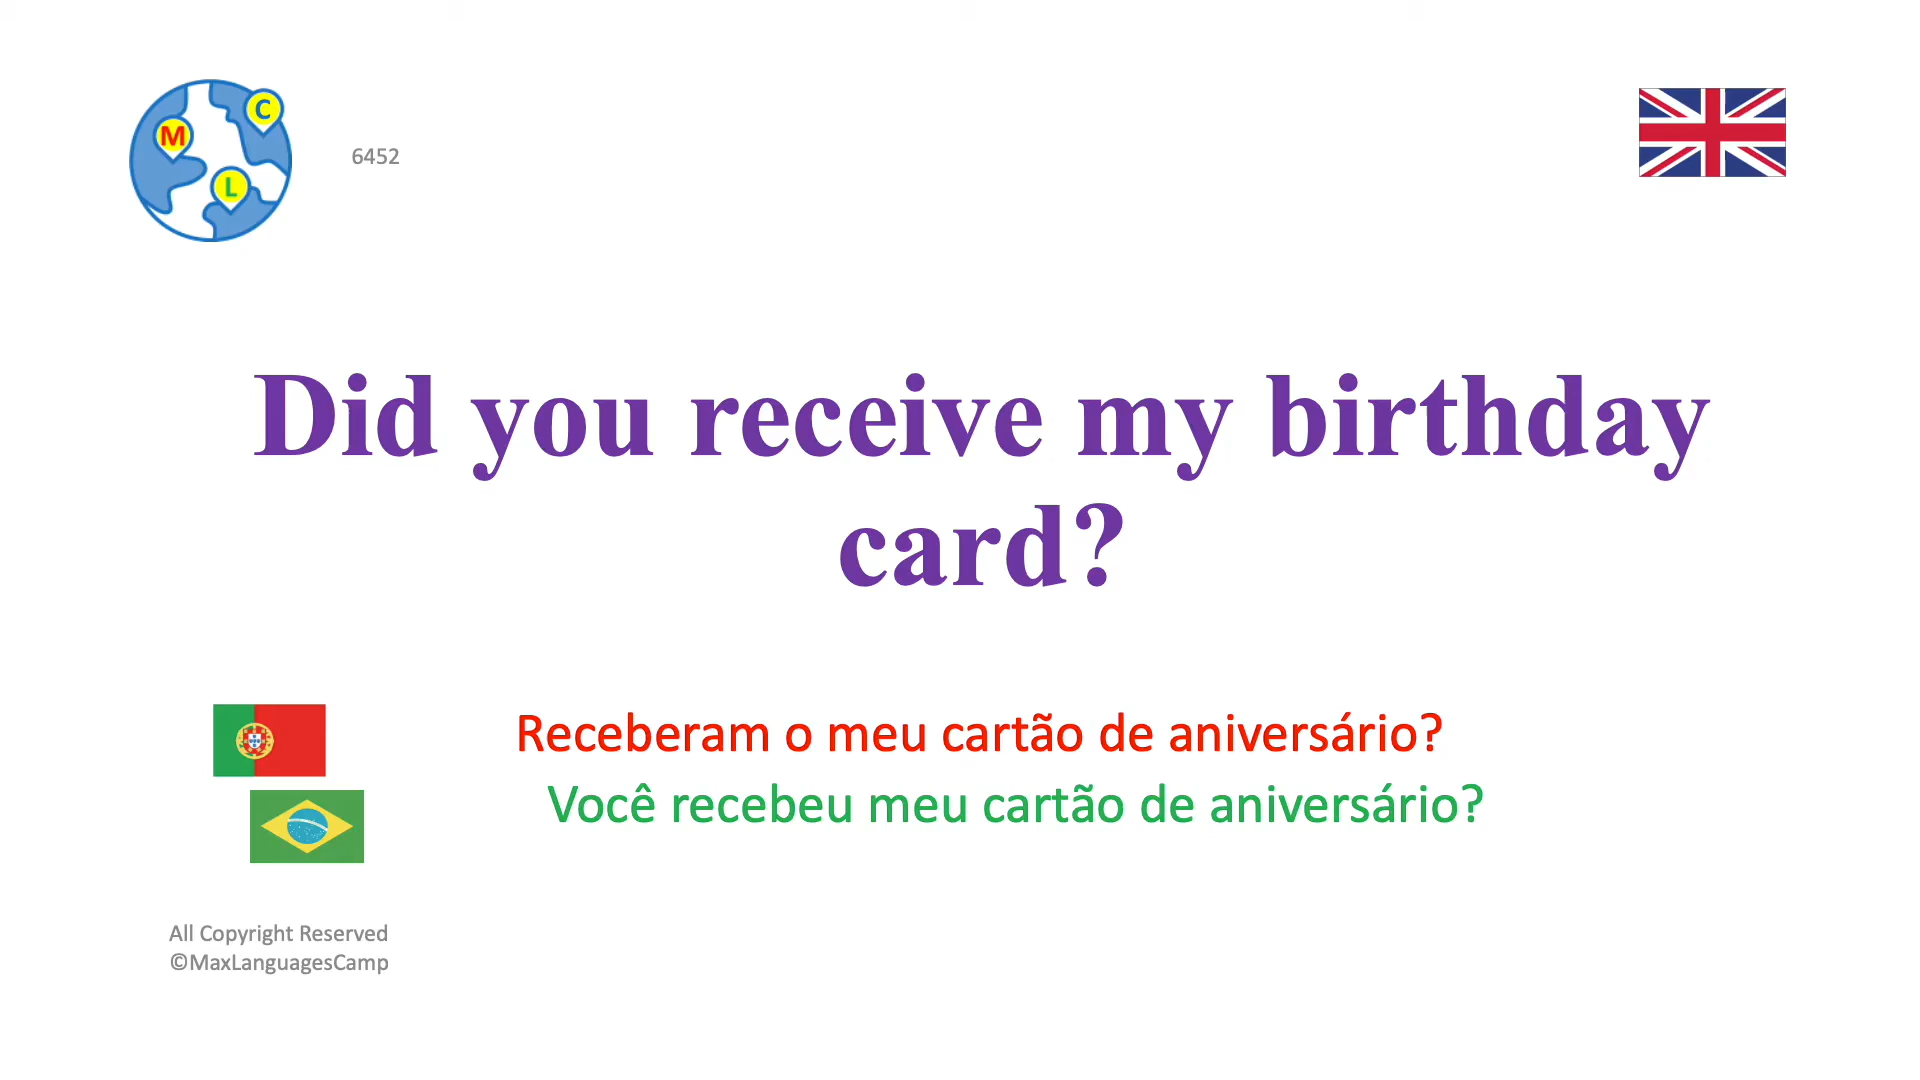 M
C
L
6452
Did you receive my birthday
card?
Receberam o meu cartão de aniversário?
Você recebeu meu cartão de aniversário?
All Copyright Reserved
©MaxLanguagesCamp